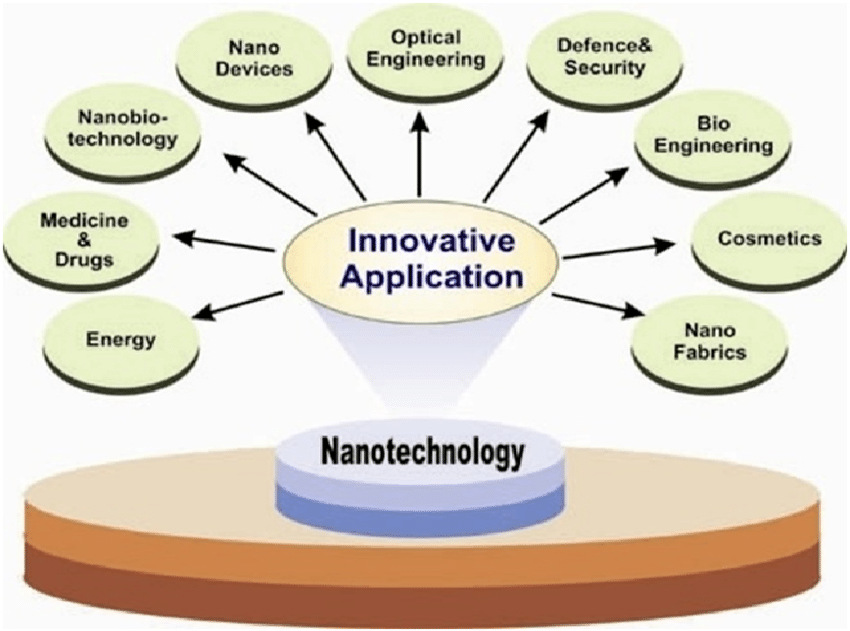 Nano
Devices
Optical
Engineering
Defence&
Security
Nanobio-
technology
Bio
Engineering
Medicine
&
Drugs
Innovative
Application
Cosmetics
Energy
Nano
Fabrics
Nanotechnology